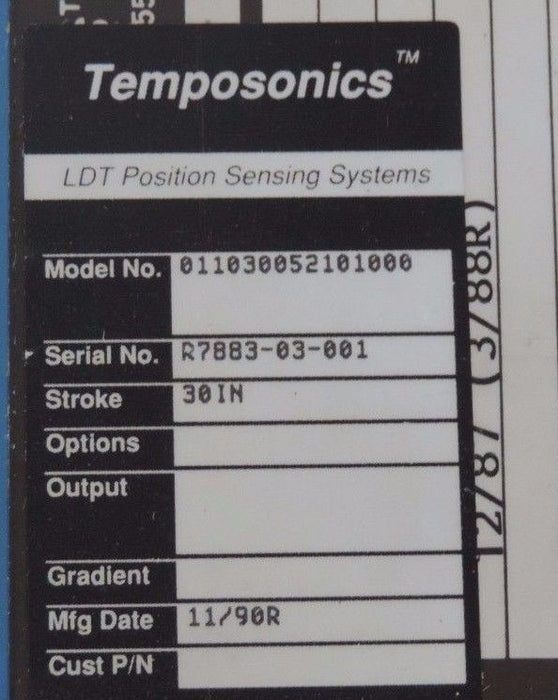 Temposonics™
LDT Position Sensing Systems
Model No. 011030052101000
Serial No. R7883-03-001
Stroke 30IN
Options
Output
Gradient
Mfg Date 11/90R
Cust P/N
12/87 (3/88R)